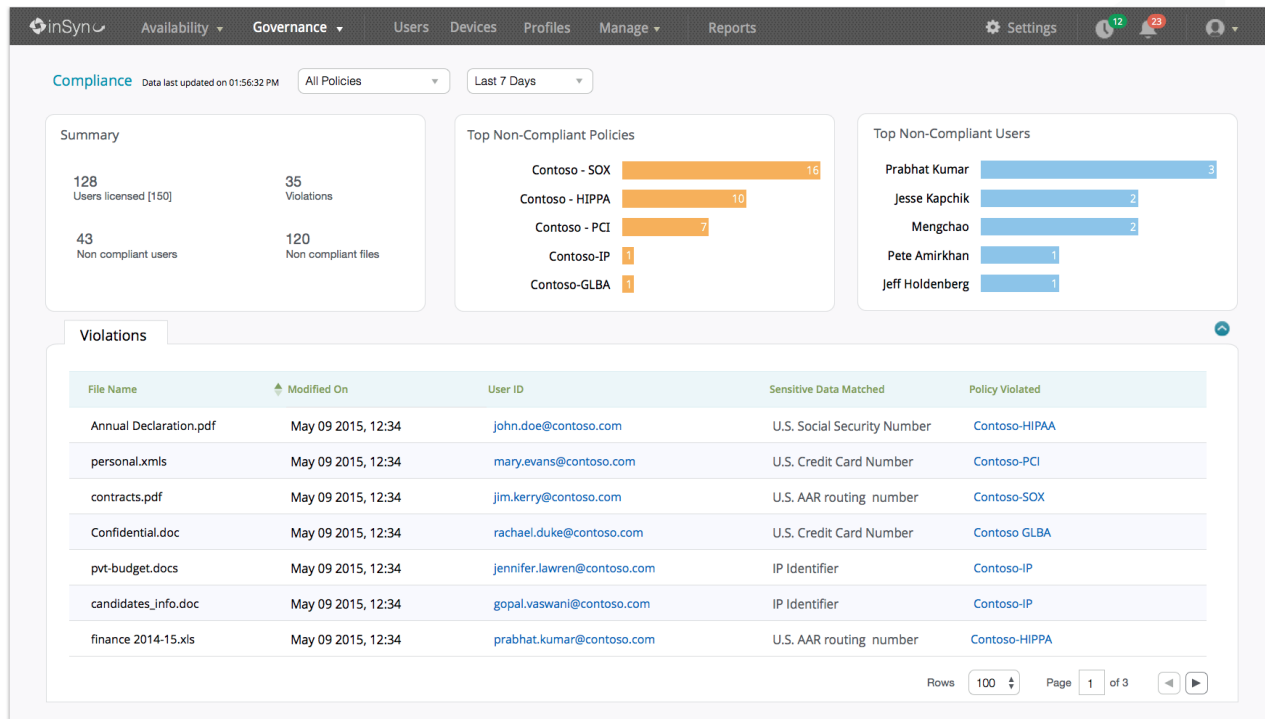 inSync Availability Governance Users Devices Profiles Manage Reports Settings 12 23
Compliance Data last updated on 01:56:32 PM All Policies Last 7 Days
Summary
128
Users licensed [150]
35
Violations
43
Non compliant users
120
Non compliant files
Top Non-Compliant Policies
Contoso - SOX 16
Contoso - HIPPA 10
Contoso - PCI 7
Contoso-IP 1
Contoso-GLBA 1
Top Non-Compliant Users
Prabhat Kumar 3
Jesse Kapchik 2
Mengchao 2
Pete Amirkhan 1
Jeff Holdenberg 1
Violations
File Name Modified On User ID Sensitive Data Matched Policy Violated
Annual Declaration.pdf May 09 2015, 12:34 john.doe@contoso.com U.S. Social Security Number Contoso-HIPAA
personal.xmls May 09 2015, 12:34 mary.evans@contoso.com U.S. Credit Card Number Contoso-PCI
contracts.pdf May 09 2015, 12:34 jim.kerry@contoso.com U.S. AAR routing number Contoso-SOX
Confidential.doc May 09 2015, 12:34 rachael.duke@contoso.com U.S. Credit Card Number Contoso GLBA
pvt-budget.docs May 09 2015, 12:34 jennifer.lawren@contoso.com IP Identifier Contoso-IP
candidates_info.doc May 09 2015, 12:34 gopal.vaswani@contoso.com IP Identifier Contoso-IP
finance 2014-15.xls May 09 2015, 12:34 prabhat.kumar@contoso.com U.S. AAR routing number Contoso-HIPPA
Rows 100 Page 1 of 3